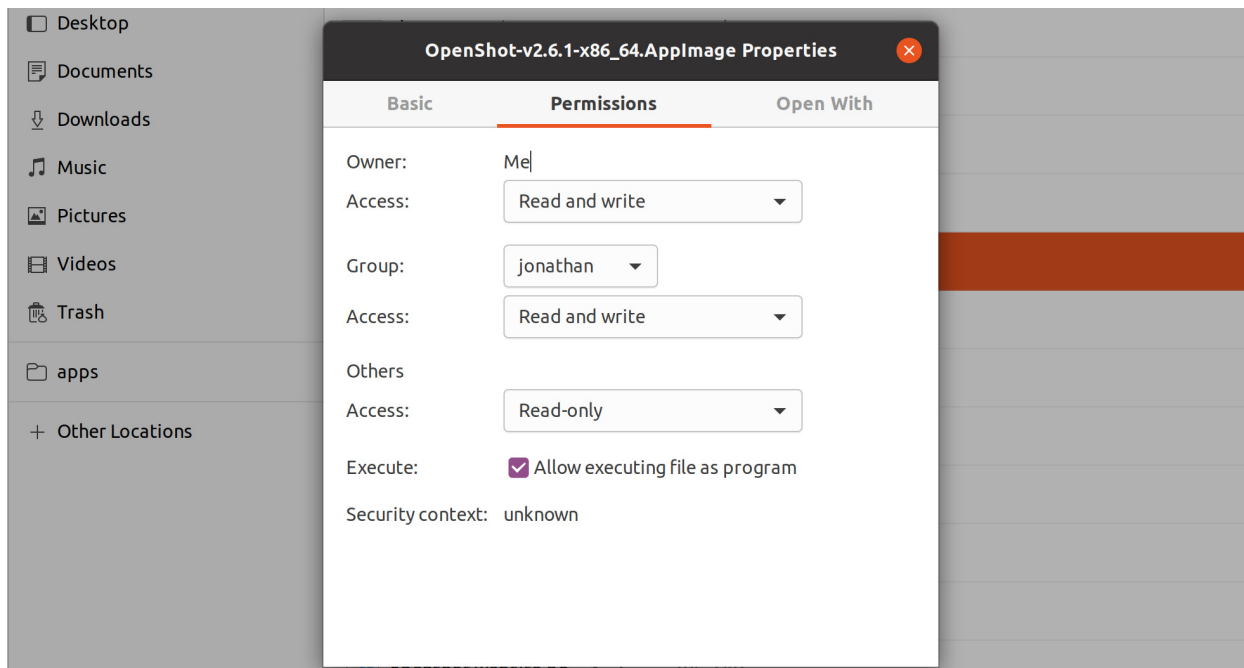 Desktop
Documents
Downloads
Music
Pictures
Videos
Trash
apps
+ Other Locations
OpenShot-v2.6.1-x86_64.AppImage Properties
Basic Permissions Open With
Owner: Me
Access: Read and write
Group: jonathan
Access: Read and write
Others
Access: Read-only
Execute: Allow executing file as program
Security context: unknown